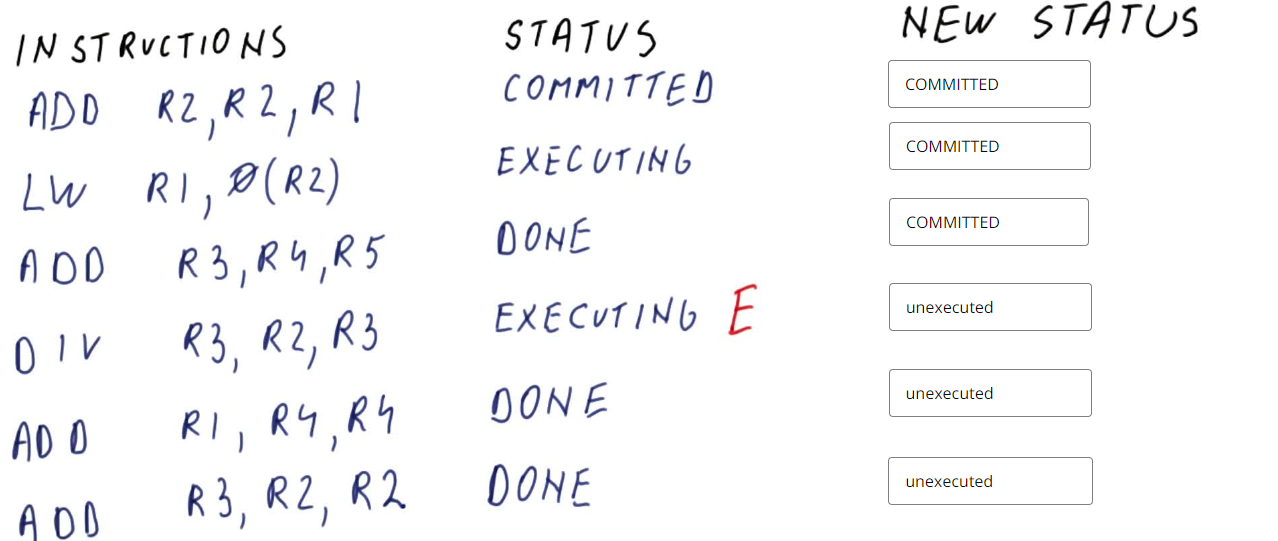 INSTRUCTIONS STATUS NEW STATUS
ADD R2,R2,R1 COMMITTED COMMITTED
LW R1,0(R2) EXECUTING COMMITTED
ADD R3,R4,R5 DONE COMMITTED
DIV R3,R2,R3 EXECUTING E unexecuted
ADD R1,R4,R4 DONE unexecuted
ADD R3,R2,R2 DONE unexecuted